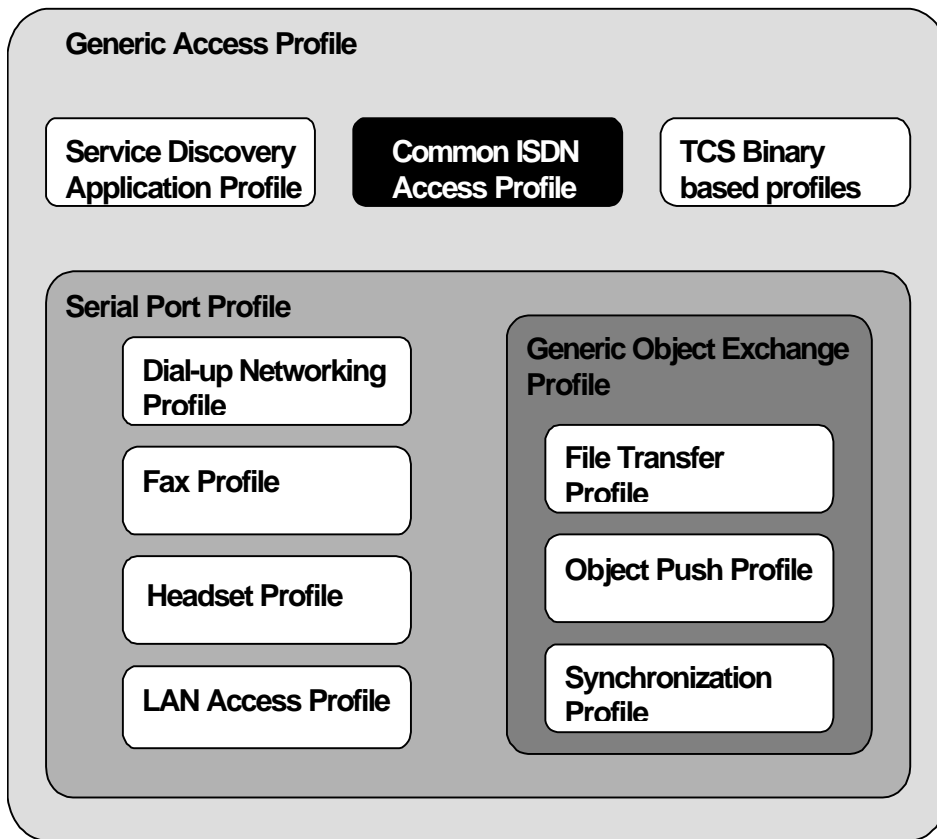 Generic Access Profile
Service Discovery
Application Profile
Common ISDN
Access Profile
TCS Binary
based profiles
Serial Port Profile
Dial-up Networking
Profile
Fax Profile
Headset Profile
LAN Access Profile
Generic Object Exchange
Profile
File Transfer
Profile
Object Push Profile
Synchronization
Profile